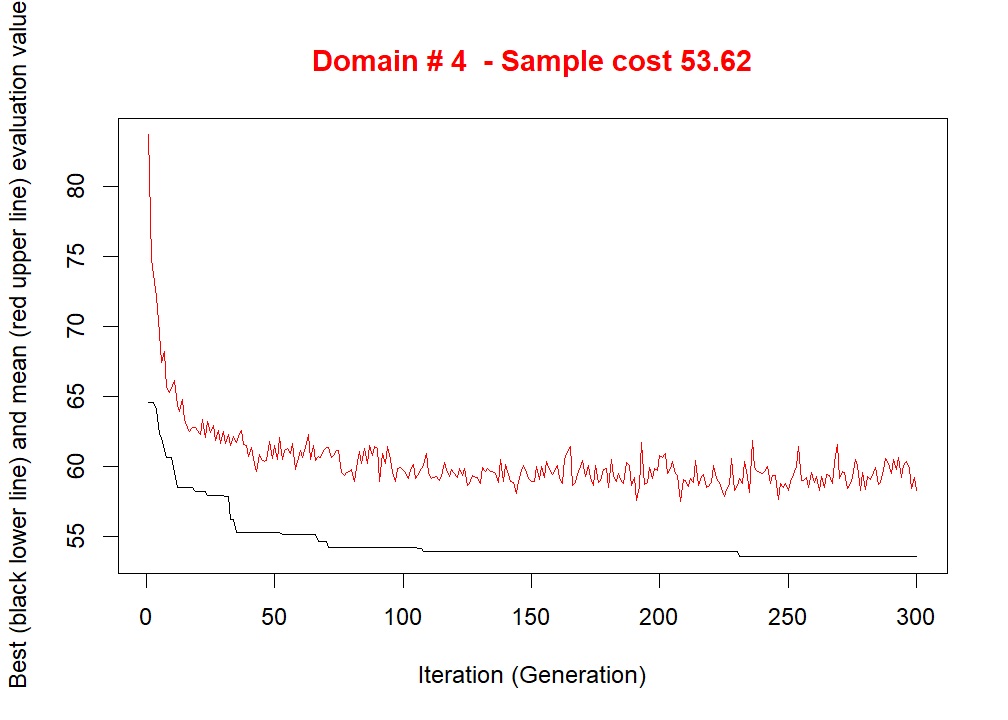 Domain # 4  - Sample cost 53.62
Best (black lower line) and mean (red upper line) evaluation value
80
75
70
65
60
55
0 50 100 150 200 250 300
Iteration (Generation)